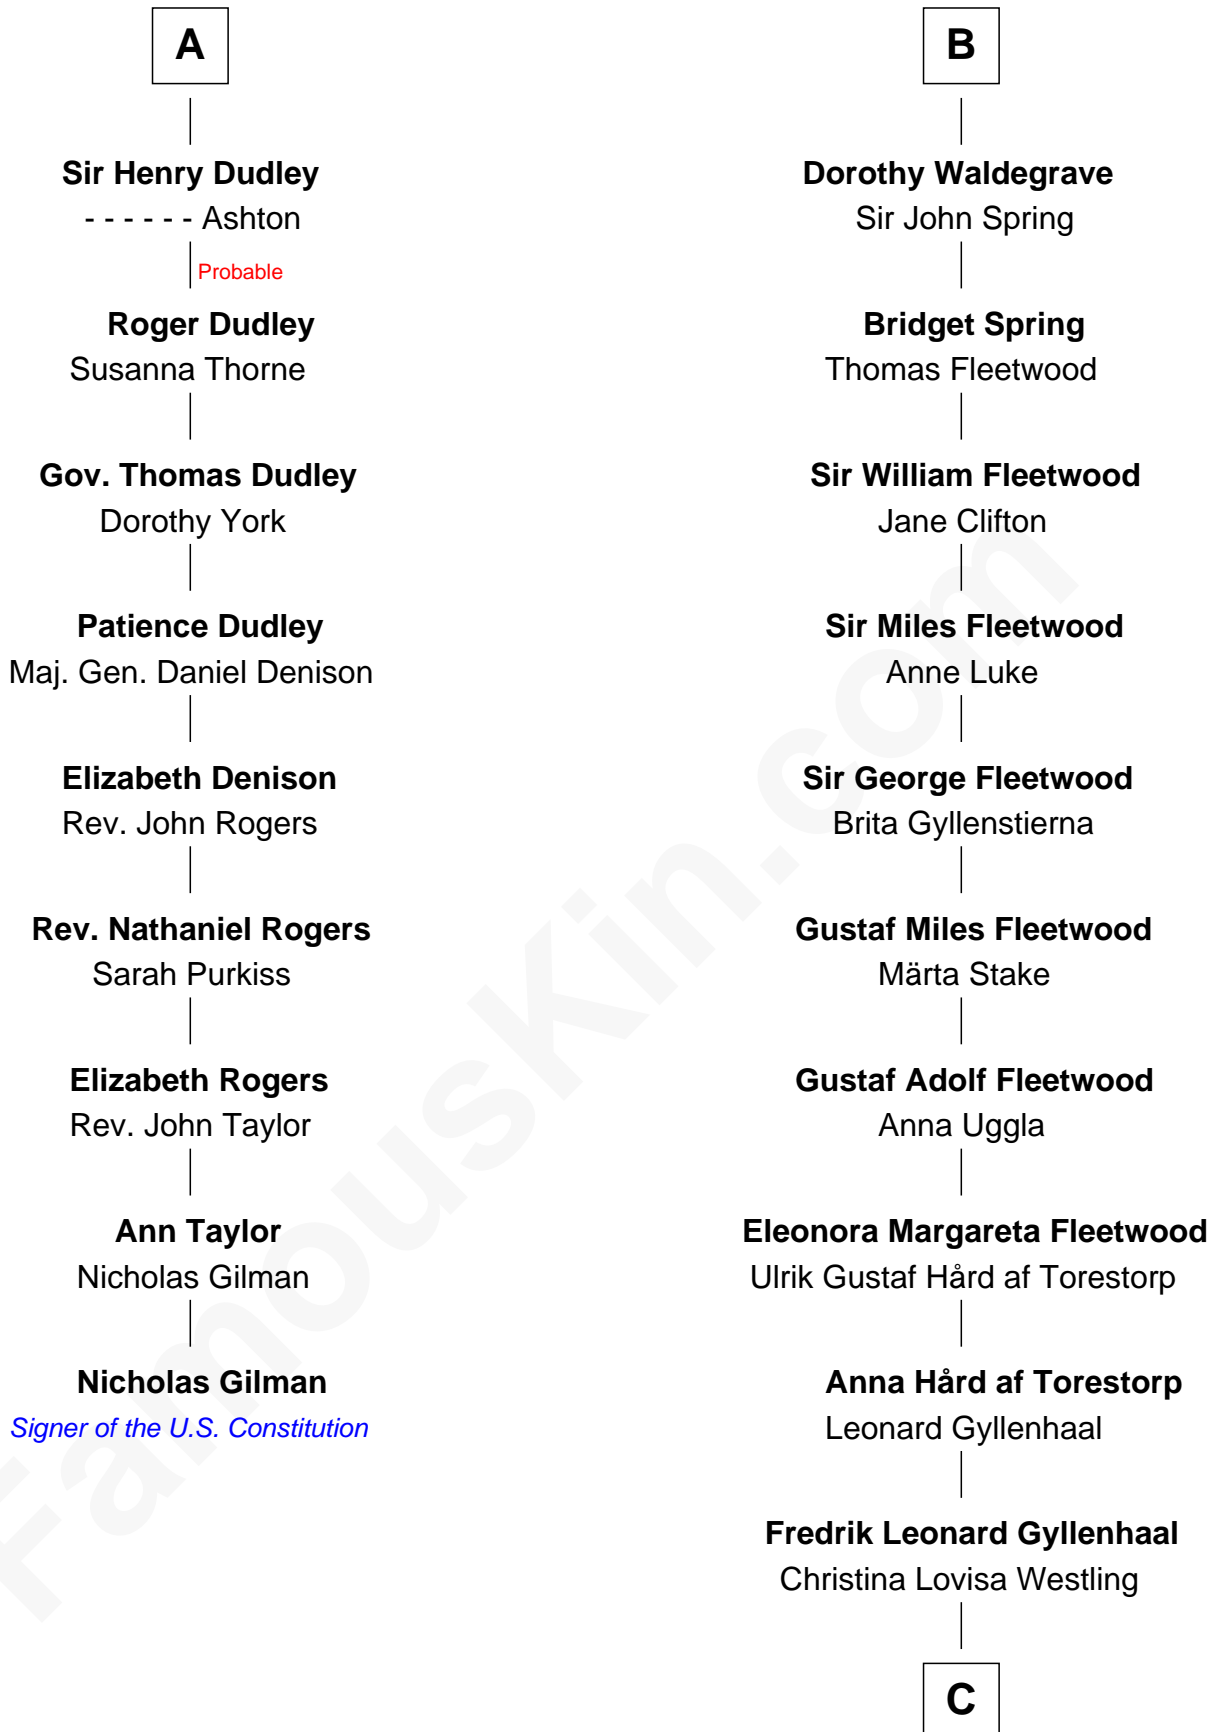 A
Sir Henry Dudley
- - - - - - Ashton
Probable
Roger Dudley
Susanna Thorne
Gov. Thomas Dudley
Dorothy York
Patience Dudley
Maj. Gen. Daniel Denison
Elizabeth Denison
Rev. John Rogers
Rev. Nathaniel Rogers
Sarah Purkiss
Elizabeth Rogers
Rev. John Taylor
Ann Taylor
Nicholas Gilman
Nicholas Gilman
Signer of the U.S. Constitution
B
Dorothy Waldegrave
Sir John Spring
Bridget Spring
Thomas Fleetwood
Sir William Fleetwood
Jane Clifton
Sir Miles Fleetwood
Anne Luke
Sir George Fleetwood
Brita Gyllenstierna
Gustaf Miles Fleetwood
Märta Stake
Gustaf Adolf Fleetwood
Anna Uggla
Eleonora Margareta Fleetwood
Ulrik Gustaf Hård af Torestorp
Anna Hård af Torestorp
Leonard Gyllenhaal
Fredrik Leonard Gyllenhaal
Christina Lovisa Westling
C
FamousKin.com